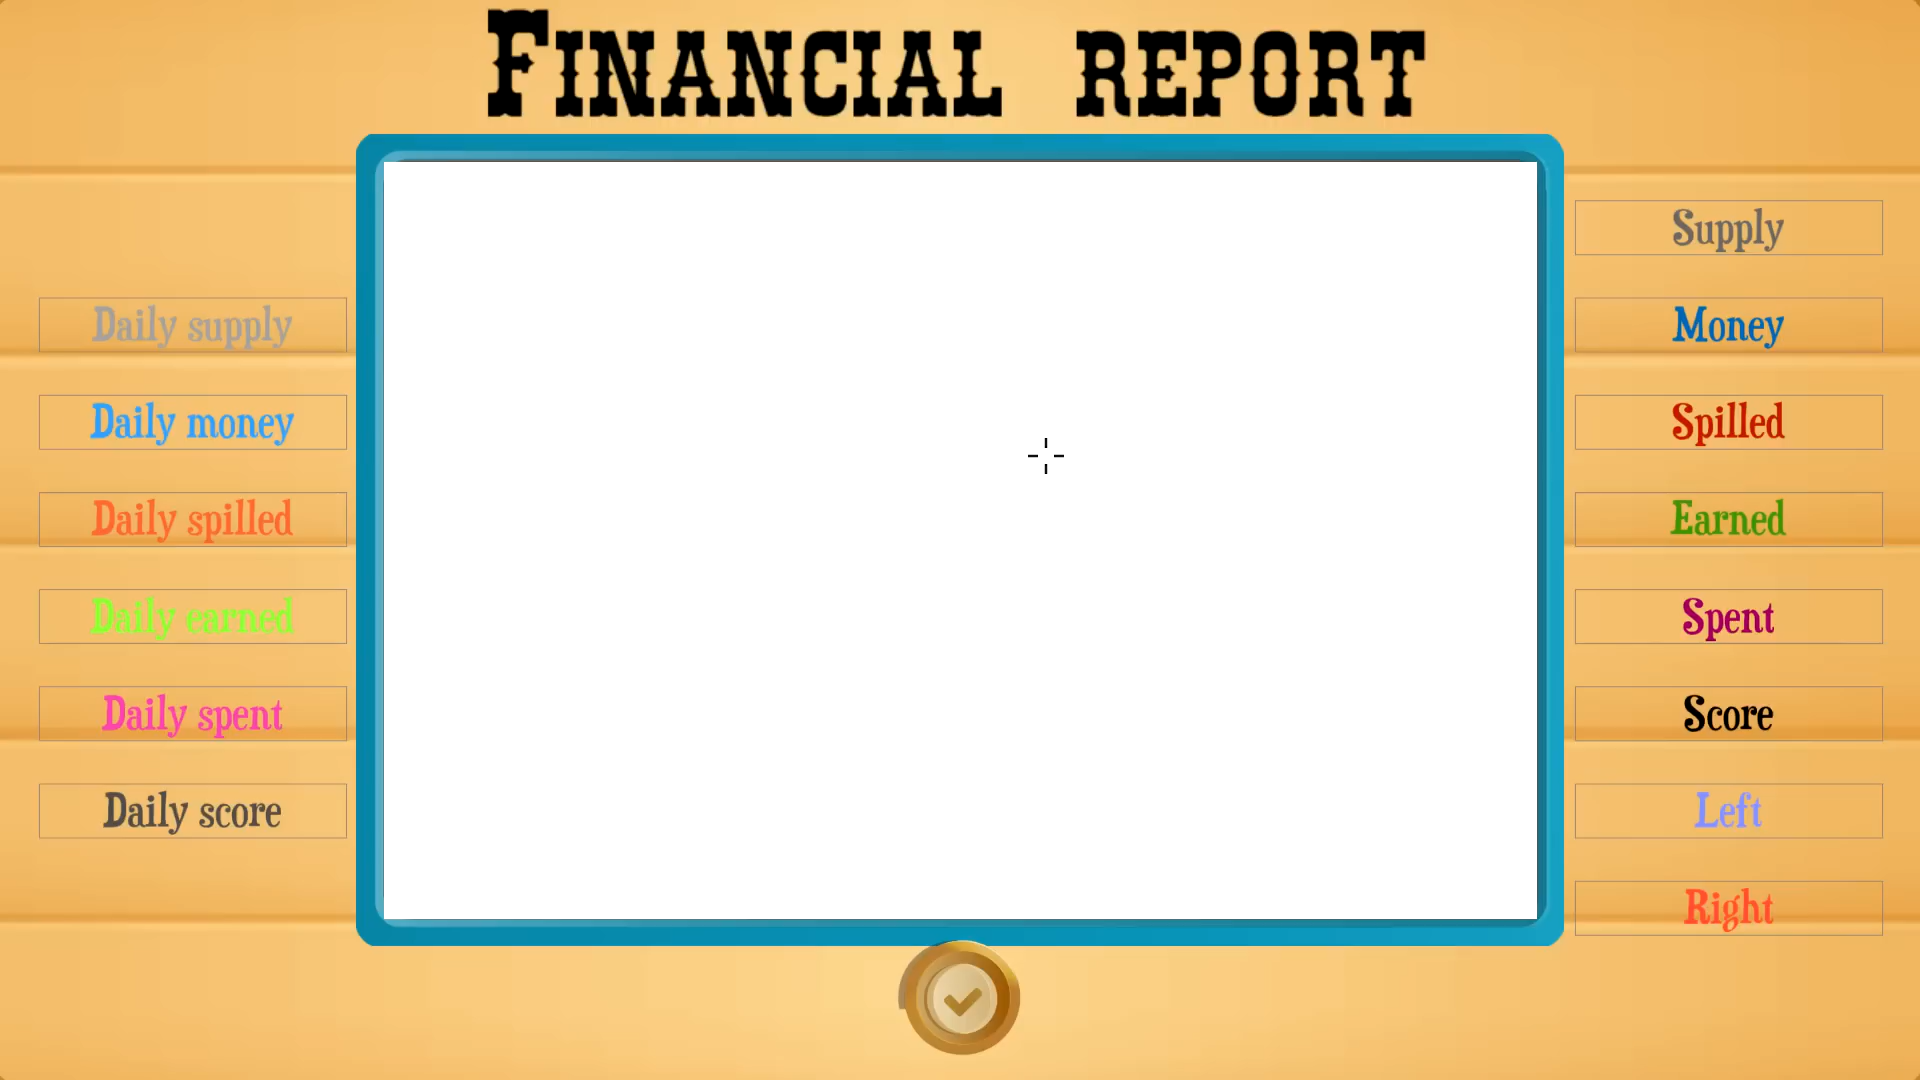 Financial report
Daily supply
Daily money
Daily spilled
Daily earned
Daily spent
Daily score
Supply
Money
Spilled
Earned
Spent
Score
Left
Right